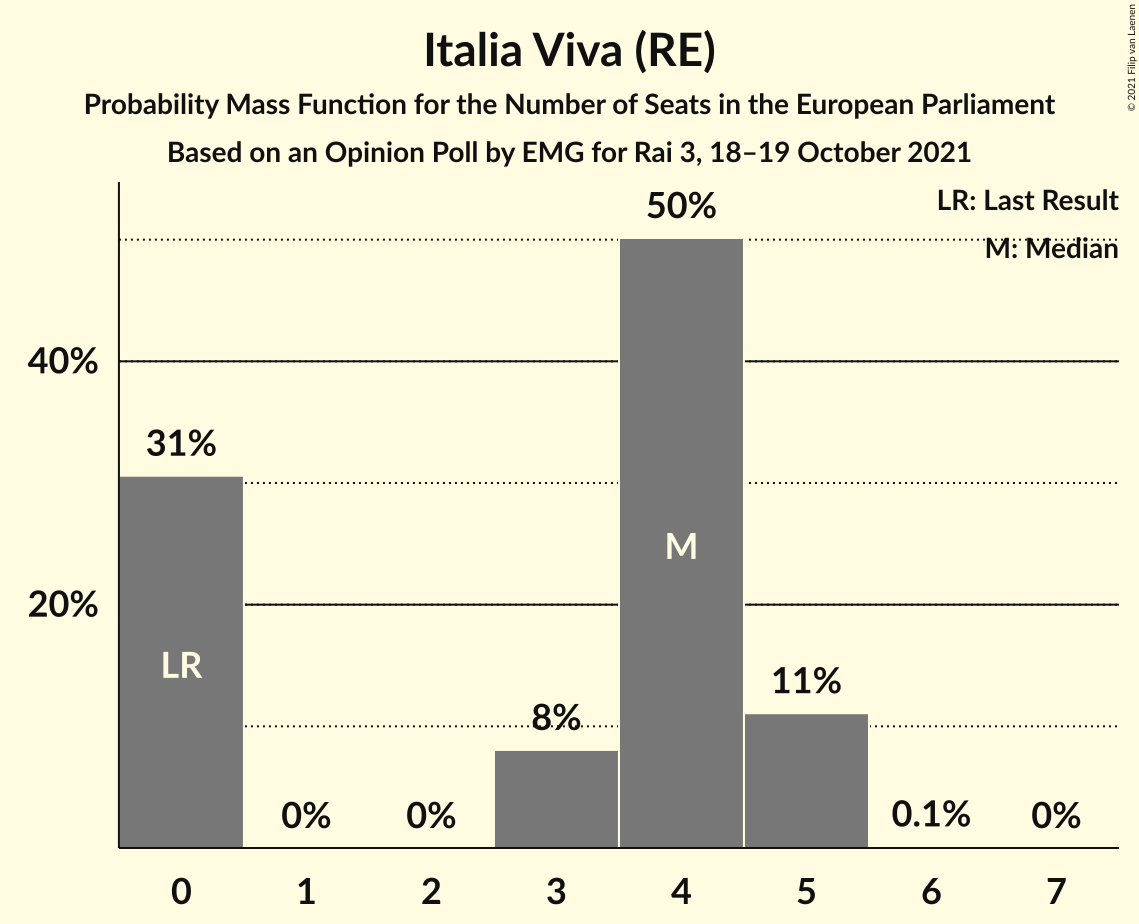 Italia Viva (RE)
Probability Mass Function for the Number of Seats in the European Parliament
Based on an Opinion Poll by EMG for Rai 3, 18–19 October 2021
© 2021 Filip van Laenen
LR: Last Result
M: Median
50%
40%
31%
M
20%
LR
11%
8%
0%
0%
0.1%
0%
0 1 2 3 4 5 6 7